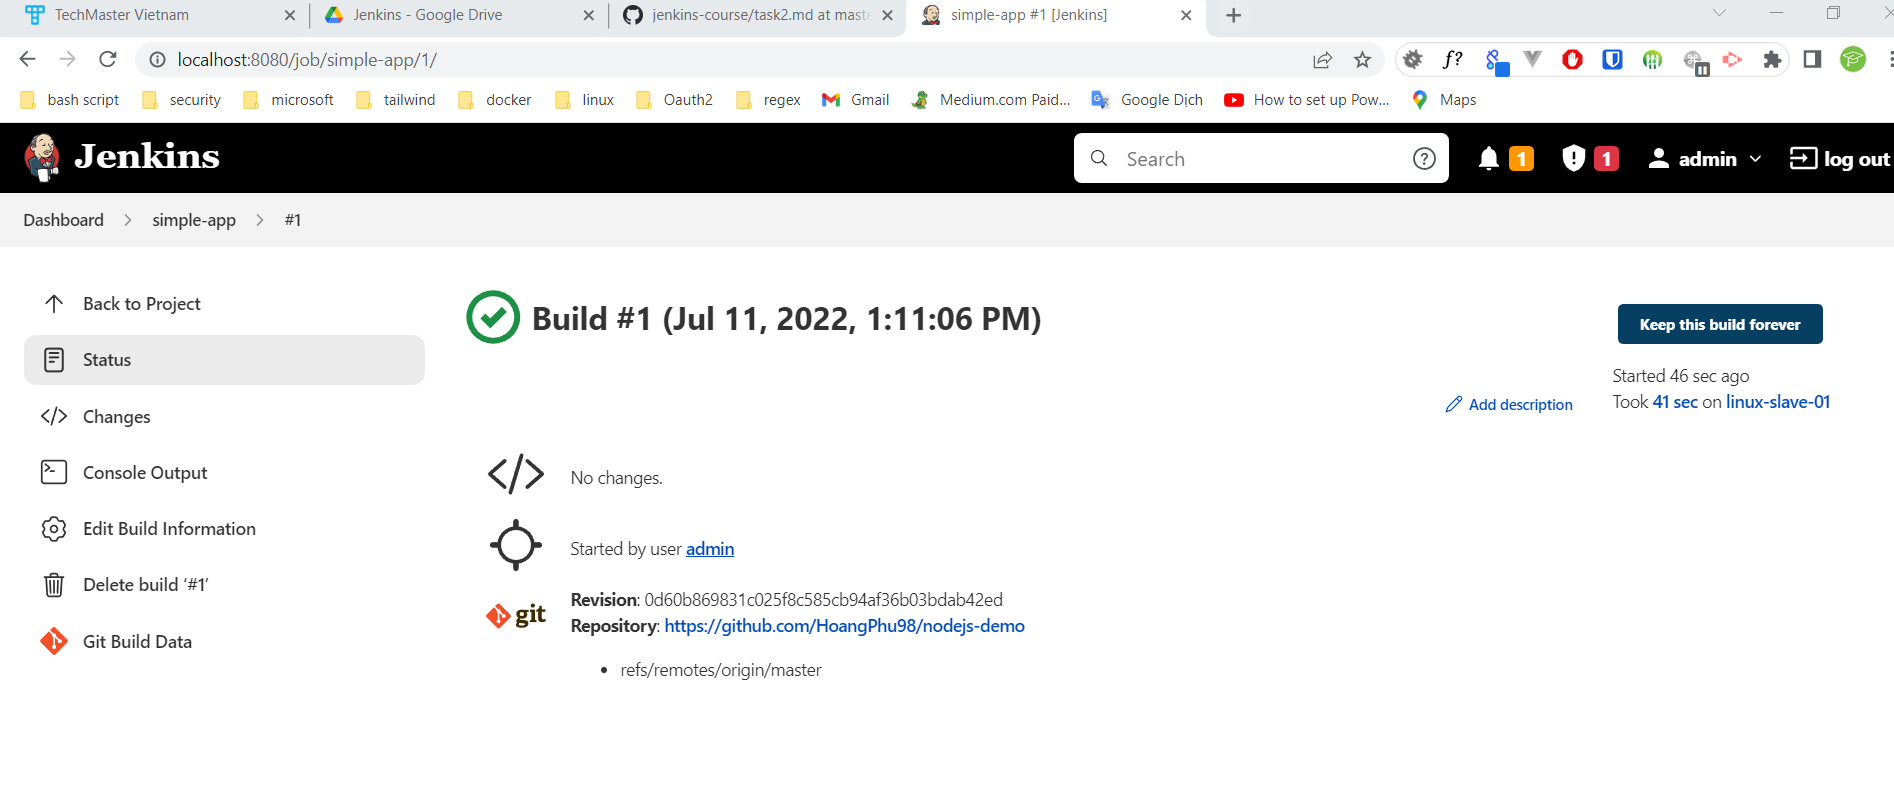 TechMaster Vietnam
Jenkins - Google Drive
jenkins-course/task2.md at maste
simple-app #1 [Jenkins]
localhost:8080/job/simple-app/1/
f?
bash script
security
microsoft
tailwind
docker
linux
Oauth2
regex
Gmail
Medium.com Paid...
Google Dịch
How to set up Pow...
Maps
Jenkins
Search
1
1
admin
log out
Dashboard > simple-app > #1
Back to Project
Status
Changes
Console Output
Edit Build Information
Delete build ‘#1’
Git Build Data
Build #1 (Jul 11, 2022, 1:11:06 PM)
Keep this build forever
Started 46 sec ago
Took 41 sec on linux-slave-01
Add description
No changes.
Started by user admin
git
Revision: 0d60b869831c025f8c585cb94af36b03bdab42ed
Repository: https://github.com/HoangPhu98/nodejs-demo
• refs/remotes/origin/master